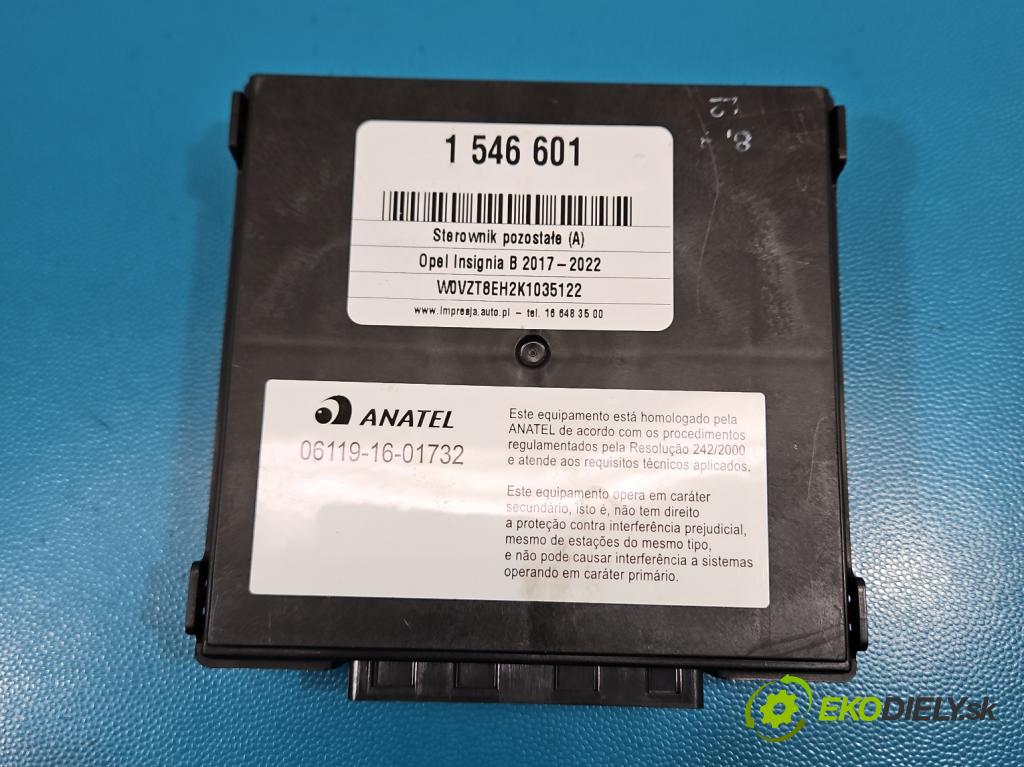 1 546 601
Sterownik pozostałe (A)
Opel Insignia B 2017-2022
W0VZT8EH2K1035122
www.impresja.auto.pl - tel. 16 648 35 00
ANATEL
06119-16-01732
Este equipamento está homologado pela
ANATEL de acordo com os procedimentos
regulamentados pela Resolução 242/2000
e atende aos requisitos técnicos aplicados.
Este equipamento opera em caráter
secundário, isto é, não tem direito
a proteção contra interferência prejudicial,
mesmo de estações do mesmo tipo,
e não pode causar interferência a sistemas
operando em caráter primário.
EKODIELY.sk